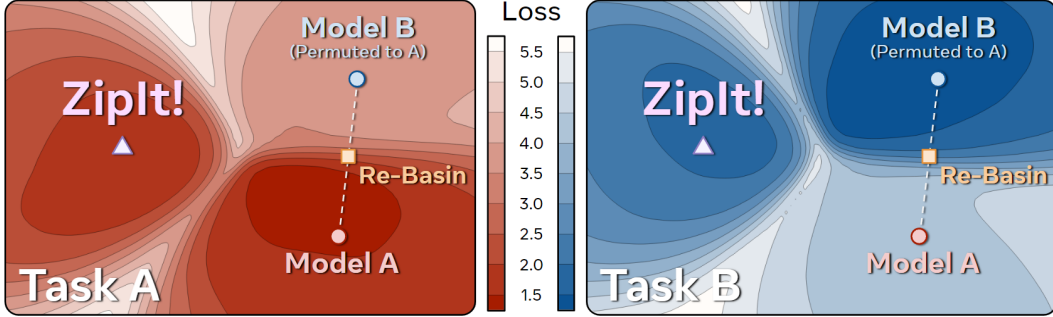 Model B
(Permuted to A)
ZipIt!
Re-Basin
Model A
Task A
Loss
5.5
5.0
4.5
4.0
3.5
3.0
2.5
2.0
1.5
Model B
(Permuted to A)
ZipIt!
Re-Basin
Model A
Task B